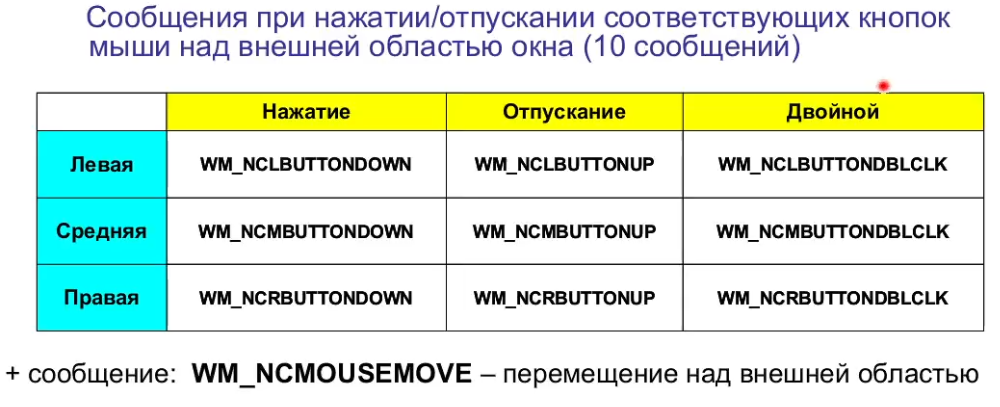 Сообщения при нажатии/отпускании соответствующих кнопок
мыши над внешней областью окна (10 сообщений)
Нажатие Отпускание Двойной
Левая WM_NCLBUTTONDOWN WM_NCLBUTTONUP WM_NCLBUTTONDBLCLK
Средняя WM_NCMBUTTONDOWN WM_NCMBUTTONUP WM_NCMBUTTONDBLCLK
Правая WM_NCRBUTTONDOWN WM_NCRBUTTONUP WM_NCRBUTTONDBLCLK
+ сообщение: WM_NCMOUSEMOVE – перемещение над внешней областью